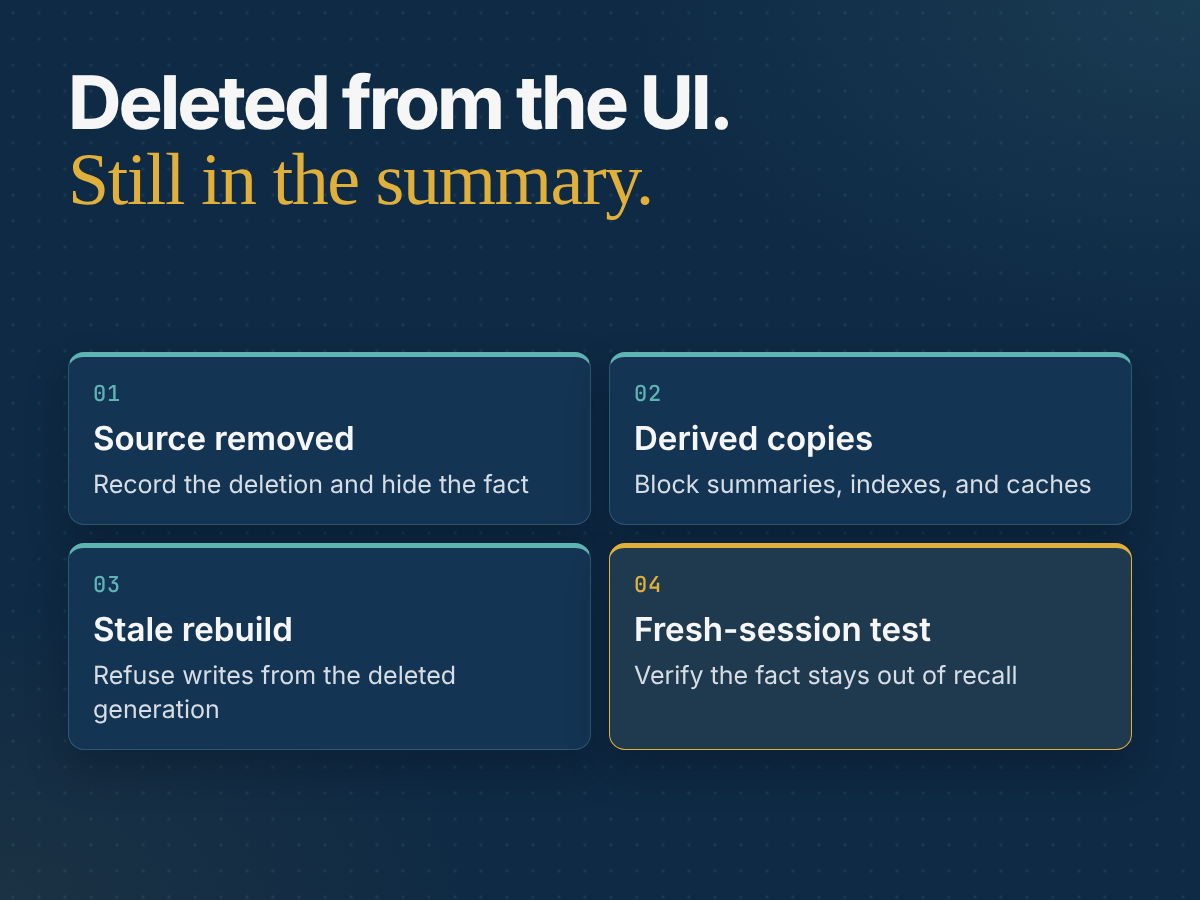 Deleted from the UI.
Still in the summary.
01
Source removed
Record the deletion and hide the fact
02
Derived copies
Block summaries, indexes, and caches
03
Stale rebuild
Refuse writes from the deleted
generation
04
Fresh-session test
Verify the fact stays out of recall